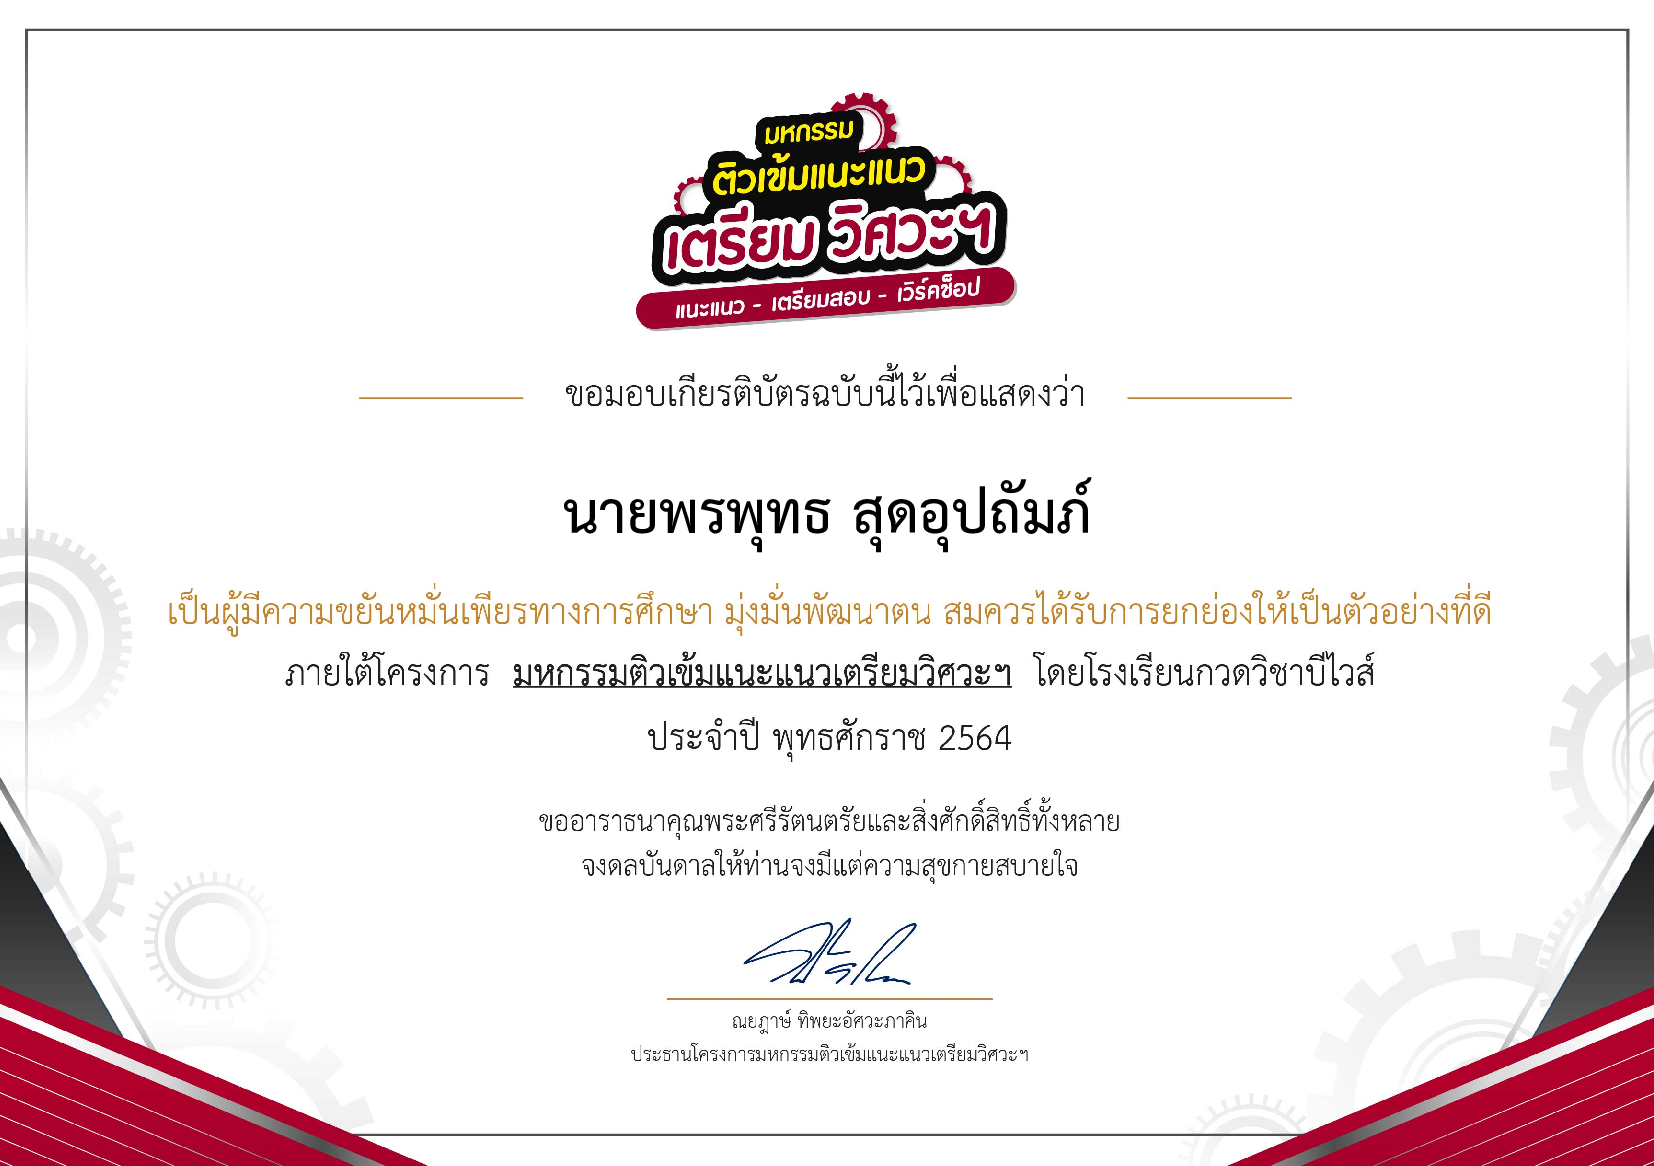 มหกรรม
ติวเข้มแนะแนว
เตรียม วิศวะฯ
แนะแนว - เตรียมสอบ - เวิร์คช็อป
ขอมอบเกียรติบัตรฉบับนี้ไว้เพื่อแสดงว่า
นายพรพุทธ สุดอุปถัมภ์
เป็นผู้มีความขยันหมั่นเพียรทางการศึกษา มุ่งมั่นพัฒนาตน สมควรได้รับการยกย่องให้เป็นตัวอย่างที่ดี
ภายใต้โครงการ มหกรรมติวเข้มแนะแนวเตรียมวิศวะฯ โดยโรงเรียนกวดวิชาบีไวส์
ประจำปี พุทธศักราช 2564
ขออาราธนาคุณพระศรีรัตนตรัยและสิ่งศักดิ์สิทธิ์ทั้งหลาย
จงดลบันดาลให้ท่านจงมีแต่ความสุขกายสบายใจ
ณยฎาษ์ ทิพยะอัศวะภาคิน
ประธานโครงการมหกรรมติวเข้มแนะแนวเตรียมวิศวะฯ